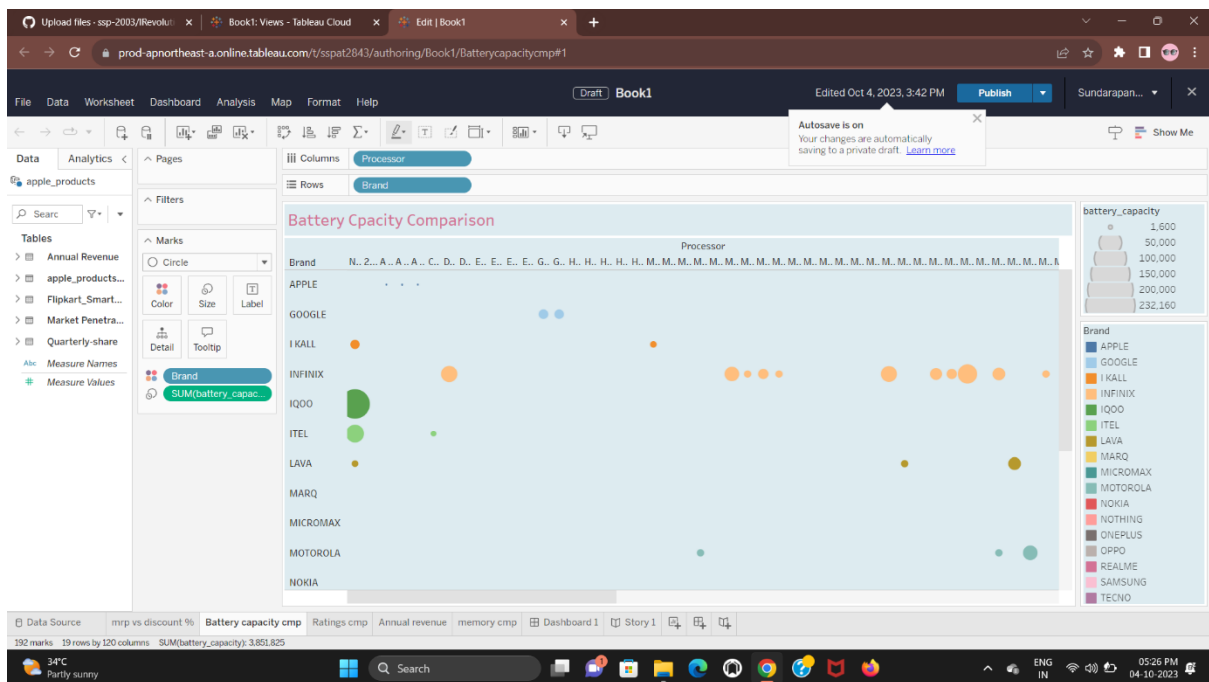 Upload files · ssp-2003/IRevoluti
Book1: Views - Tableau Cloud
Edit | Book1
prod-apnortheast-a.online.tableau.com/t/sspat2843/authoring/Book1/Batterycapacitycmp#1
Draft Book1
Edited Oct 4, 2023, 3:42 PM
Publish
Sundarapan...
File Data Worksheet Dashboard Analysis Map Format Help
Autosave is on
Your changes are automatically
saving to a private draft. Learn more
Show Me
Data Analytics
Pages
Columns Processor
apple_products
Rows Brand
Filters
Searc
Battery Cpacity Comparison
Tables
Annual Revenue
apple_products...
Flipkart_Smart...
Market Penetra...
Quarterly-share
Abc Measure Names
# Measure Values
Marks
Circle
Color Size Label
Detail Tooltip
Brand
SUM(battery_capac...
Processor
Brand N.. 2... A.. A.. A.. C.. D.. D.. E.. E.. E.. E.. G.. G.. H.. H.. H.. H.. H.. M.. M.. M.. M.. M.. M.. M.. M.. M.. M.. M.. M.. M.. M.. M.. M.. M.. M.. M.. M.. M.. M.. M.. M.. M.. M..
APPLE
GOOGLE
I KALL
INFINIX
IQOO
ITEL
LAVA
MARQ
MICROMAX
MOTOROLA
NOKIA
battery_capacity
1,600
50,000
100,000
150,000
200,000
232,160
Brand
APPLE
GOOGLE
I KALL
INFINIX
IQOO
ITEL
LAVA
MARQ
MICROMAX
MOTOROLA
NOKIA
NOTHING
ONEPLUS
OPPO
REALME
SAMSUNG
TECNO
Data Source mrp vs discount % Battery capacity cmp Ratings cmp Annual revenue memory cmp Dashboard 1 Story 1
192 marks 19 rows by 120 columns SUM(battery_capacity): 3,851,825
34°C
Partly sunny
Search
ENG
IN
05:26 PM
04-10-2023